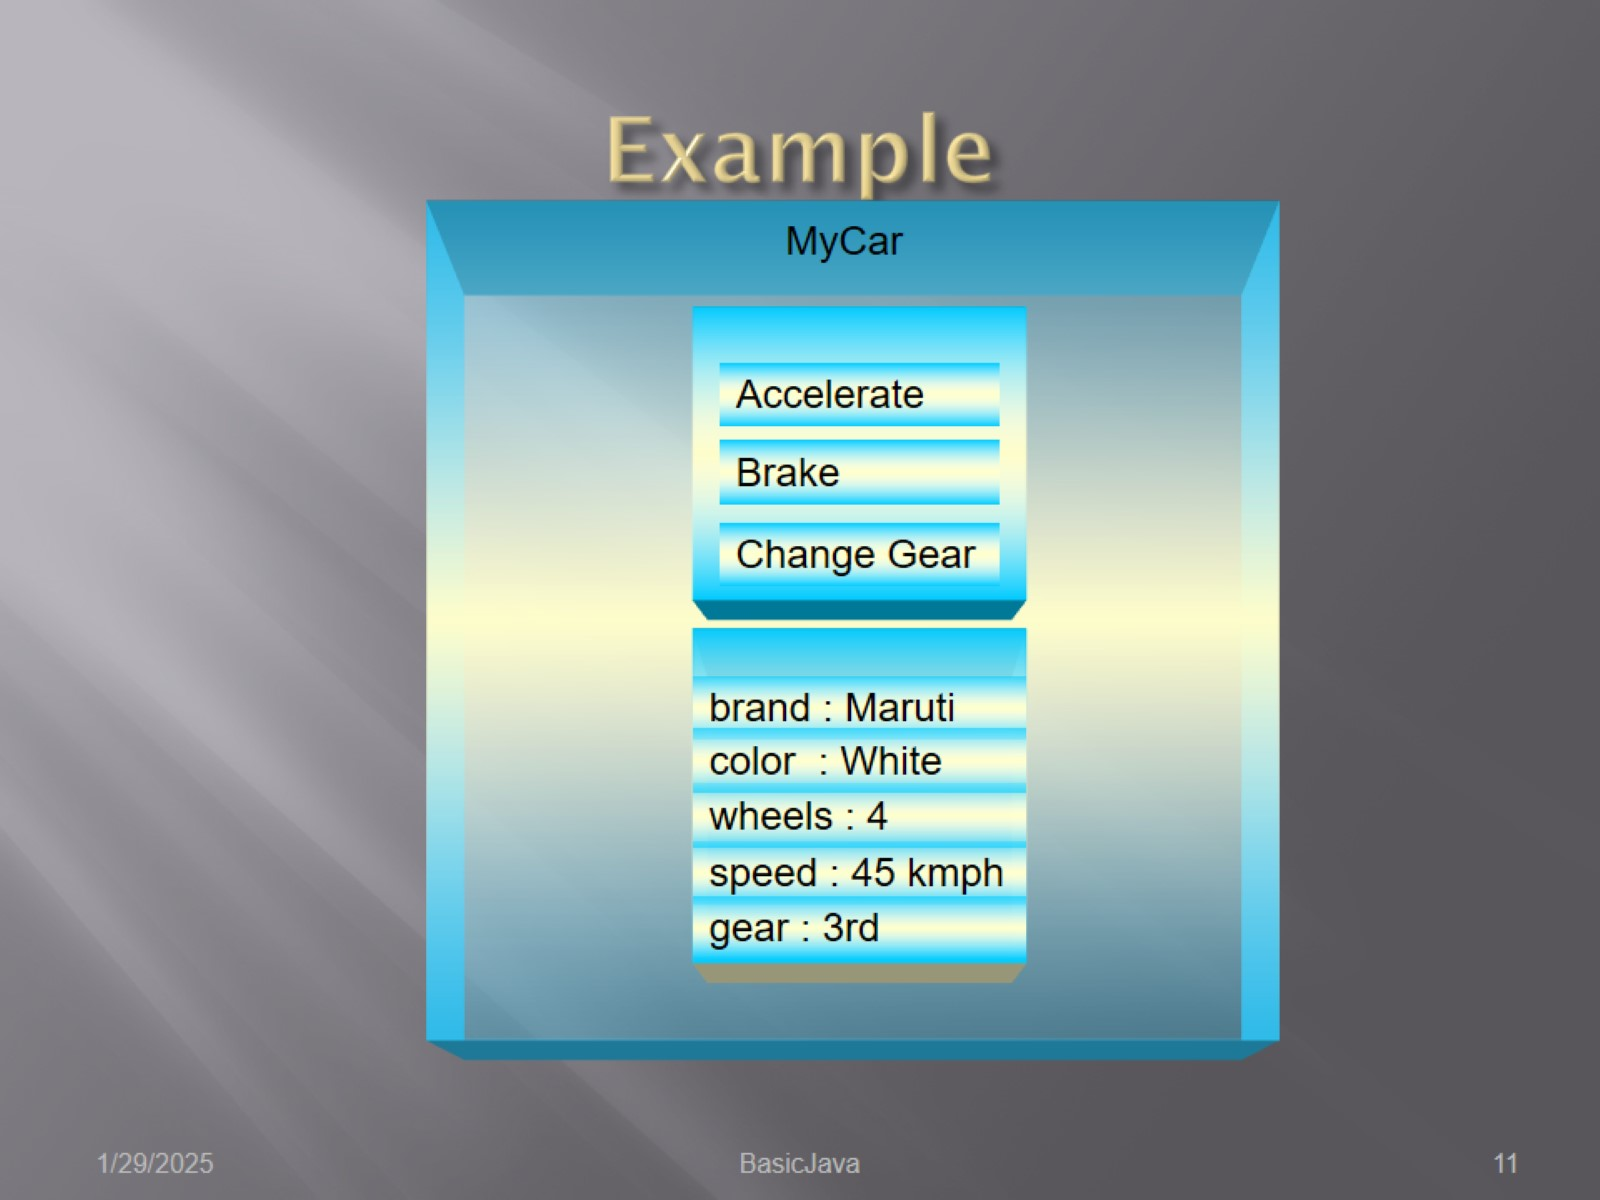 Example
MyCar
Accelerate
Brake
Change Gear
brand : Maruti
color  : White
wheels : 4
speed : 45 kmph
gear : 3rd
1/29/2025
BasicJava
11